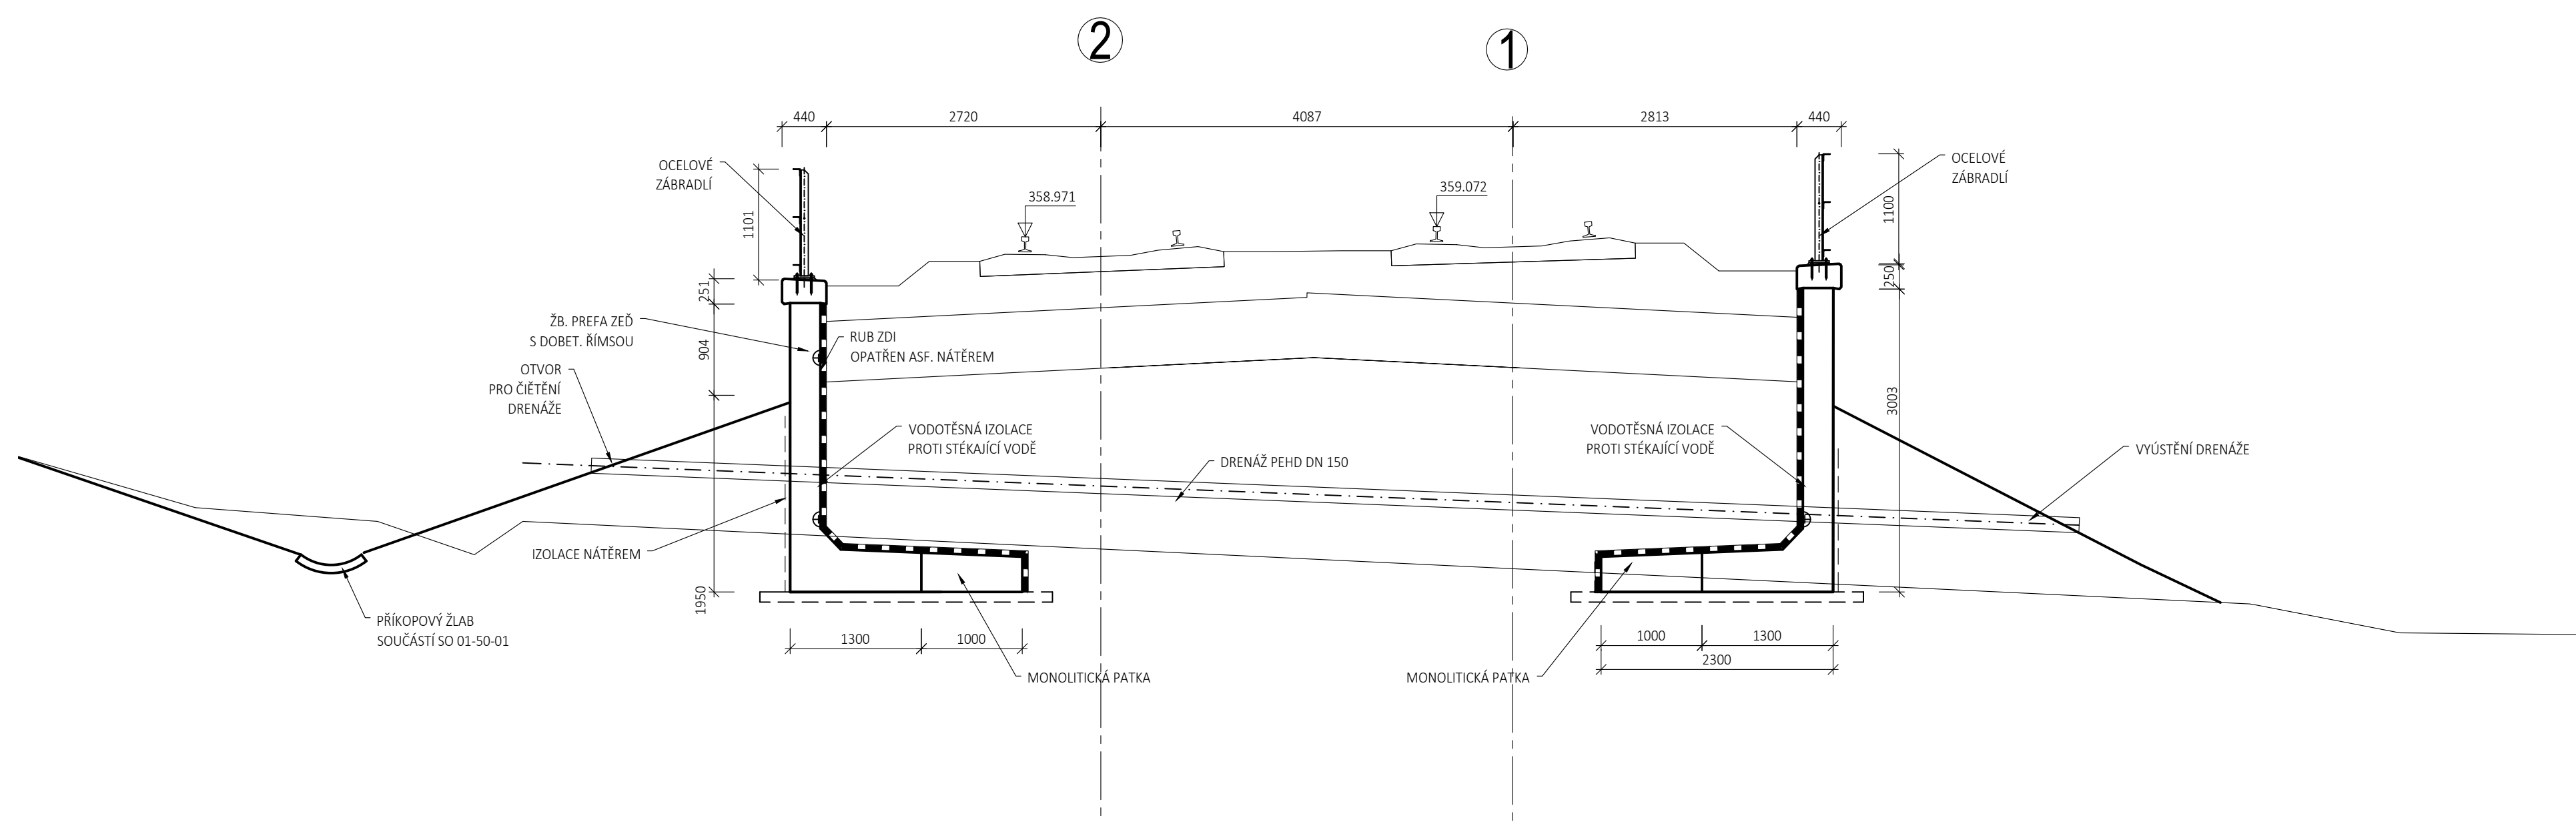 2
1
440
2720
4087
2813
440
OCELOVÉ
ZÁBRADLÍ
OCELOVÉ
ZÁBRADLÍ
1101
358.971
359.072
1100
251
250
ŽB. PREFA ZEĎ
S DOBET. ŘÍMSOU
904
RUB ZDI
OPATŘEN ASF. NÁTĚREM
OTVOR
PRO ČIĚTĚNÍ
DRENÁŽE
3003
VODOTĚSNÁ IZOLACE
PROTI STÉKAJÍCÍ VODĚ
VODOTĚSNÁ IZOLACE
PROTI STÉKAJÍCÍ VODĚ
DRENÁŽ PEHD DN 150
VYÚSTĚNÍ DRENÁŽE
IZOLACE NÁTĚREM
1950
PŘÍKOPOVÝ ŽLAB
SOUČÁSTÍ SO 01-50-01
1300
1000
1000
1300
2300
MONOLITICKÁ PATKA
MONOLITICKÁ PATKA